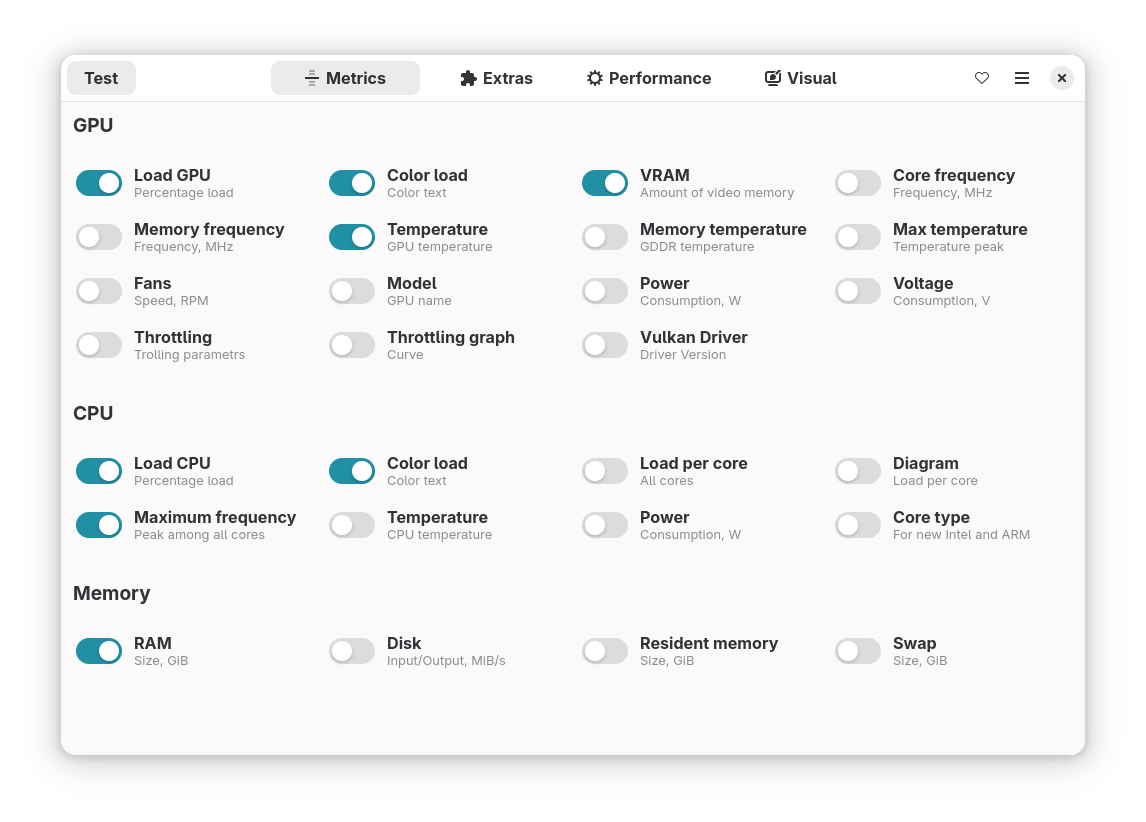 Test
Metrics
Extras
Performance
Visual
GPU
Load GPU
Percentage load
Color load
Color text
VRAM
Amount of video memory
Core frequency
Frequency, MHz
Memory frequency
Frequency, MHz
Temperature
GPU temperature
Memory temperature
GDDR temperature
Max temperature
Temperature peak
Fans
Speed, RPM
Model
GPU name
Power
Consumption, W
Voltage
Consumption, V
Throttling
Trolling parametrs
Throttling graph
Curve
Vulkan Driver
Driver Version
CPU
Load CPU
Percentage load
Color load
Color text
Load per core
All cores
Diagram
Load per core
Maximum frequency
Peak among all cores
Temperature
CPU temperature
Power
Consumption, W
Core type
For new Intel and ARM
Memory
RAM
Size, GiB
Disk
Input/Output, MiB/s
Resident memory
Size, GiB
Swap
Size, GiB